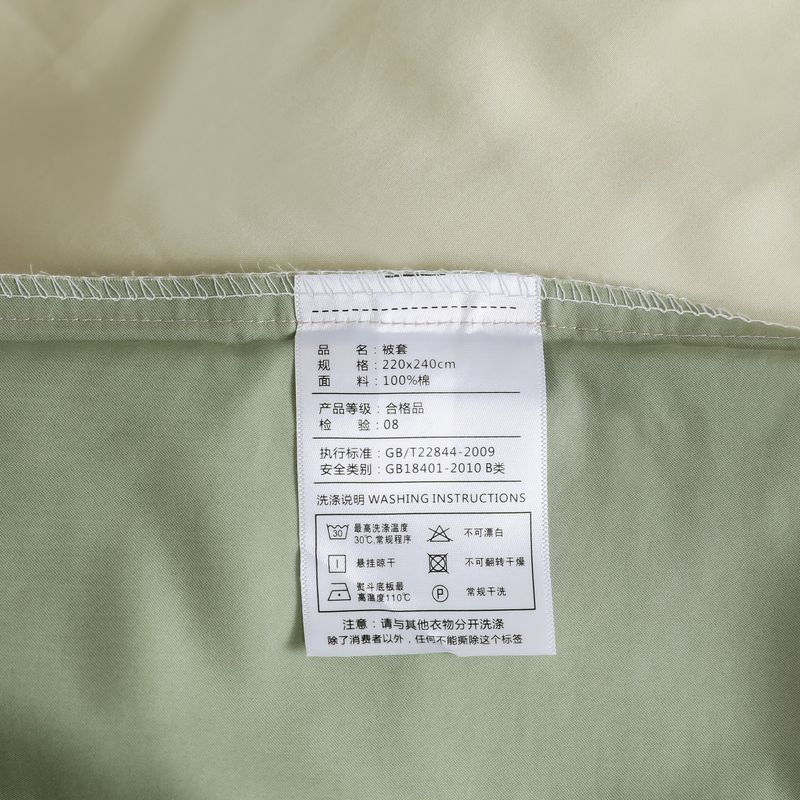 品 名：被套
规 格：220x240cm
面 料：100%棉
产品等级：合格品
检 验：08
执行标准：GB/T22844-2009
安全类别：GB18401-2010 B类
洗涤说明 WASHING INSTRUCTIONS
30 最高洗涤温度 不可漂白
30℃,常规程序
悬挂晾干 不可翻转干燥
熨斗底板最 P 常规干洗
高温度110℃
注意：请与其他衣物分开洗涤
除了消费者以外，任何不能撕除这个标签